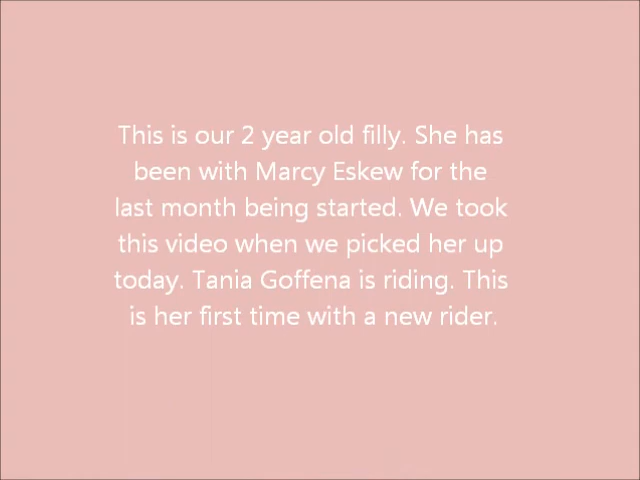 This is our 2 year old filly. She has
been with Marcy Eskew for the
last month being started. We took
this video when we picked her up
today. Tania Goffena is riding. This
is her first time with a new rider.